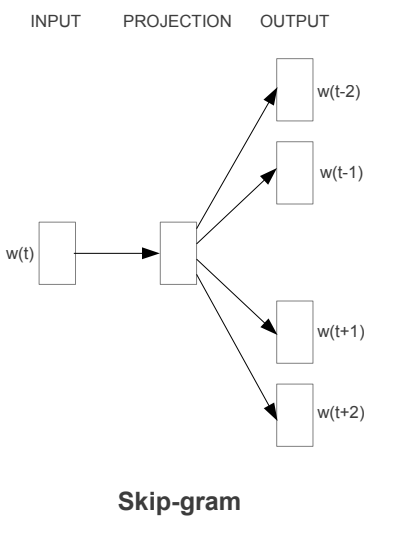 INPUT PROJECTION OUTPUT
w(t-2)
w(t-1)
w(t)
w(t+1)
w(t+2)
Skip-gram